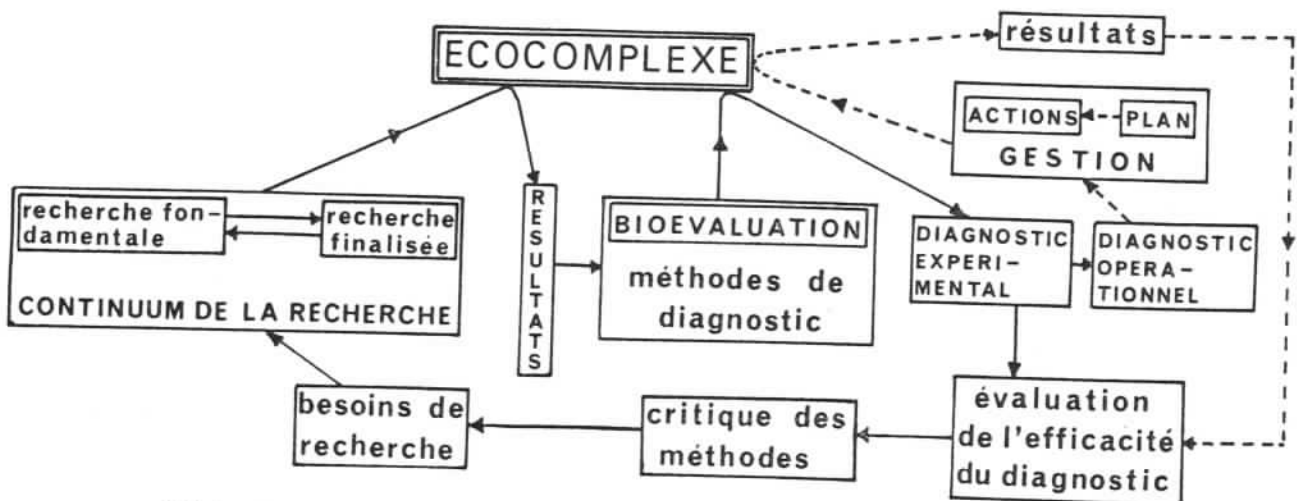 ECOCOMPLEXE
résultats
ACTIONS
PLAN
GESTION
recherche fon-
damentale
recherche
finalisée
CONTINUUM DE LA RECHERCHE
RESULTATS
BIOEVALUATION
méthodes de
diagnostic
DIAGNOSTIC
EXPERI-
MENTAL
DIAGNOSTIC
OPERA-
TIONNEL
besoins de
recherche
critique des
méthodes
évaluation
de l'efficacité
du diagnostic